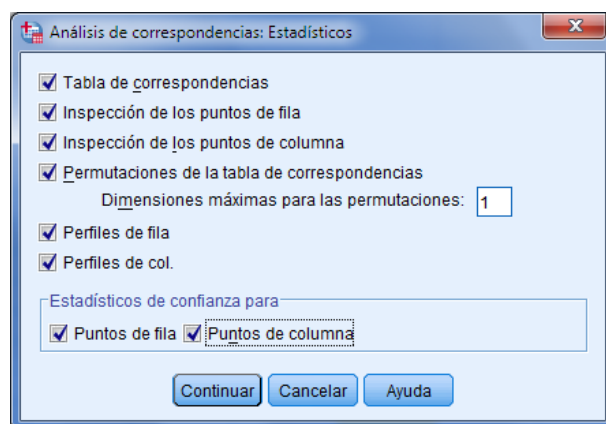 Análisis de correspondencias: Estadísticos
Tabla de correspondencias
Inspección de los puntos de fila
Inspección de los puntos de columna
Permutaciones de la tabla de correspondencias
Dimensiones máximas para las permutaciones: 1
Perfiles de fila
Perfiles de col.
Estadísticos de confianza para
Puntos de fila Puntos de columna
Continuar Cancelar Ayuda